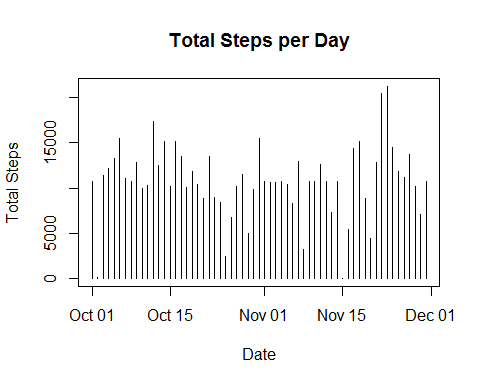 Total Steps per Day
Total Steps
15000
5000
0
Oct 01 Oct 15 Nov 01 Nov 15 Dec 01
Date